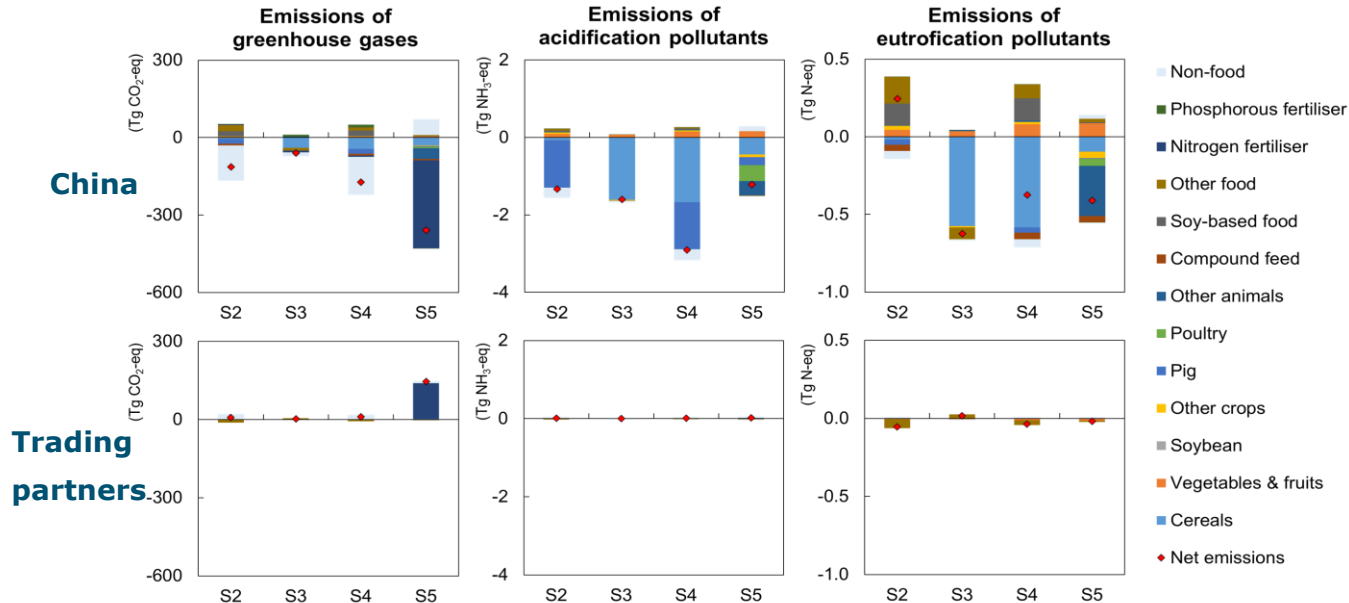 Emissions of
greenhouse gases
Emissions of
acidification pollutants
Emissions of
eutrofication pollutants
China
(Tg CO₂-eq)
300
0
-300
-600
S2 S3 S4 S5
(Tg NH₃-eq)
2
0
-2
-4
S2 S3 S4 S5
(Tg N-eq)
0.5
0.0
-0.5
-1.0
S2 S3 S4 S5
Trading
partners
(Tg CO₂-eq)
300
0
-300
-600
S2 S3 S4 S5
(Tg NH₃-eq)
2
0
-2
-4
S2 S3 S4 S5
(Tg N-eq)
0.5
0.0
-0.5
-1.0
S2 S3 S4 S5
Non-food
Phosphorous fertiliser
Nitrogen fertiliser
Other food
Soy-based food
Compound feed
Other animals
Poultry
Pig
Other crops
Soybean
Vegetables & fruits
Cereals
Net emissions